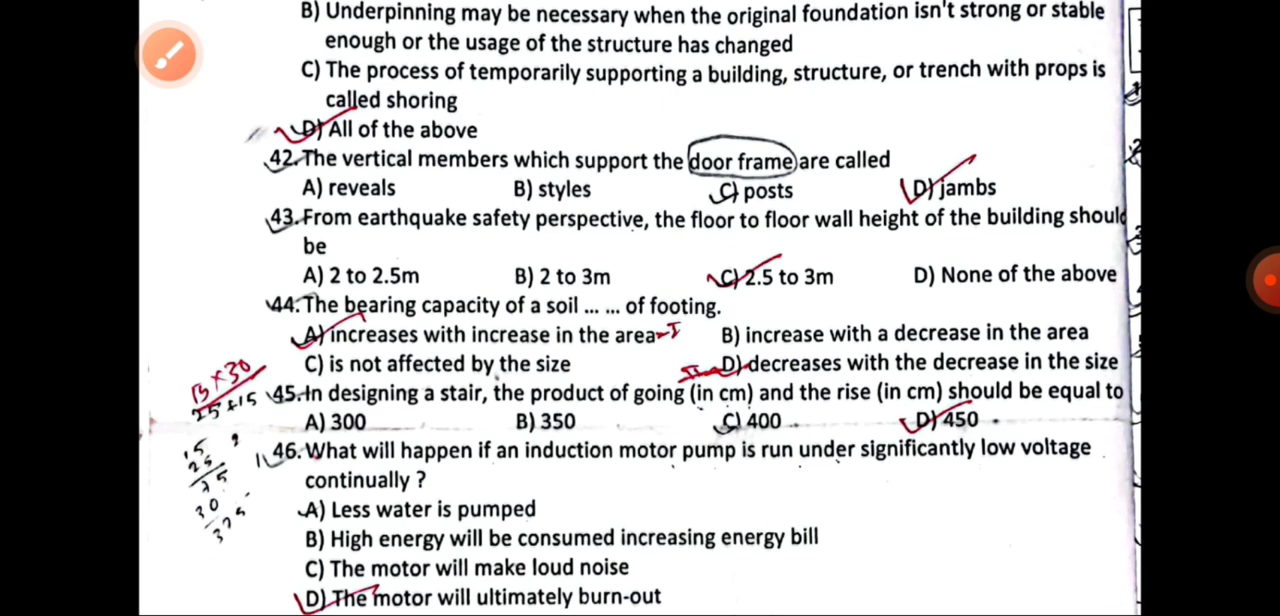 B) Underpinning may be necessary when the original foundation isn't strong or stable
enough or the usage of the structure has changed
C) The process of temporarily supporting a building, structure, or trench with props is
called shoring
D) All of the above
42. The vertical members which support the door frame are called
A) reveals B) styles C) posts D) jambs
43. From earthquake safety perspective, the floor to floor wall height of the building should
be
A) 2 to 2.5m B) 2 to 3m C) 2.5 to 3m D) None of the above
44. The bearing capacity of a soil ... ... of footing.
A) increases with increase in the area B) increase with a decrease in the area
C) is not affected by the size D) decreases with the decrease in the size
45. In designing a stair, the product of going (in cm) and the rise (in cm) should be equal to
25 × 15
A) 300 B) 350 C) 400 D) 450
46. What will happen if an induction motor pump is run under significantly low voltage
continually ?
A) Less water is pumped
B) High energy will be consumed increasing energy bill
C) The motor will make loud noise
D) The motor will ultimately burn-out